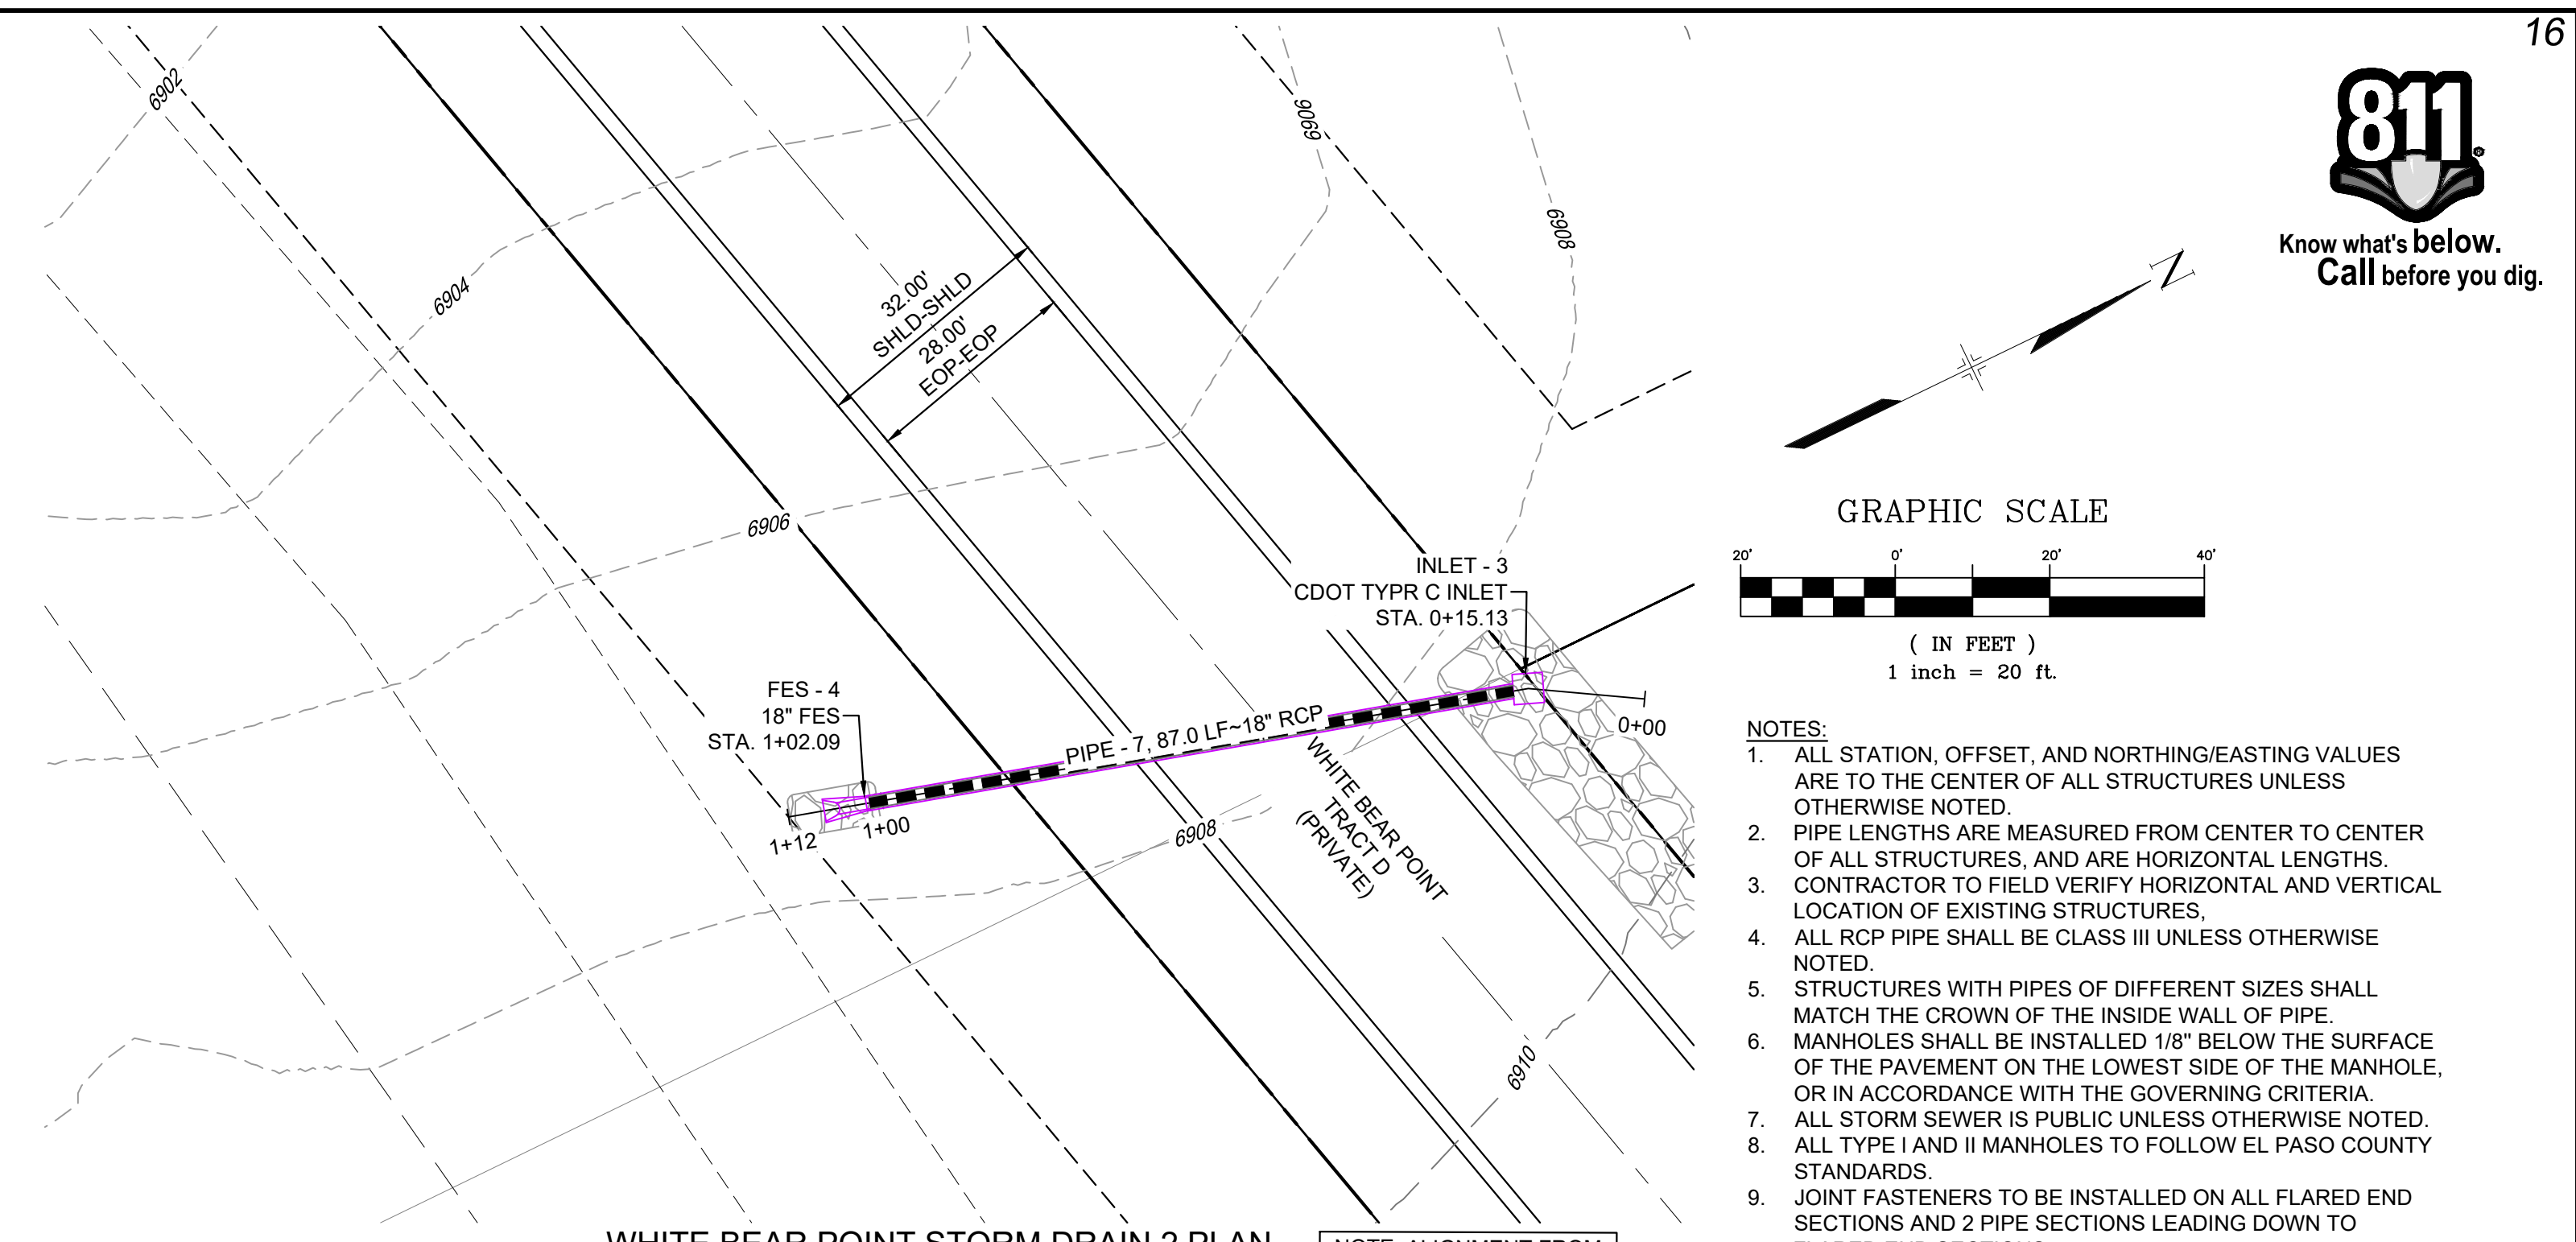 16
811
Know what's below.
Call before you dig.
6902
6904
6906
6906
6908
6908
6910
32.00'
SHLD-SHLD
28.00'
EOP-EOP
N
INLET - 3
CDOT TYPR C INLET
STA. 0+15.13
FES - 4
18" FES
STA. 1+02.09
PIPE - 7, 87.0 LF~18" RCP
0+00
1+00
1+12
WHITE BEAR POINT
TRACT D
(PRIVATE)
GRAPHIC SCALE
20' 0' 20' 40'
( IN FEET )
1 inch = 20 ft.
NOTES:
1. ALL STATION, OFFSET, AND NORTHING/EASTING VALUES
ARE TO THE CENTER OF ALL STRUCTURES UNLESS
OTHERWISE NOTED.
2. PIPE LENGTHS ARE MEASURED FROM CENTER TO CENTER
OF ALL STRUCTURES, AND ARE HORIZONTAL LENGTHS.
3. CONTRACTOR TO FIELD VERIFY HORIZONTAL AND VERTICAL
LOCATION OF EXISTING STRUCTURES,
4. ALL RCP PIPE SHALL BE CLASS III UNLESS OTHERWISE
NOTED.
5. STRUCTURES WITH PIPES OF DIFFERENT SIZES SHALL
MATCH THE CROWN OF THE INSIDE WALL OF PIPE.
6. MANHOLES SHALL BE INSTALLED 1/8" BELOW THE SURFACE
OF THE PAVEMENT ON THE LOWEST SIDE OF THE MANHOLE,
OR IN ACCORDANCE WITH THE GOVERNING CRITERIA.
7. ALL STORM SEWER IS PUBLIC UNLESS OTHERWISE NOTED.
8. ALL TYPE I AND II MANHOLES TO FOLLOW EL PASO COUNTY
STANDARDS.
9. JOINT FASTENERS TO BE INSTALLED ON ALL FLARED END
SECTIONS AND 2 PIPE SECTIONS LEADING DOWN TO
WHITE BEAR POINT STORM DRAIN 2 PLAN
NOTE: ALIGNMENT FROM